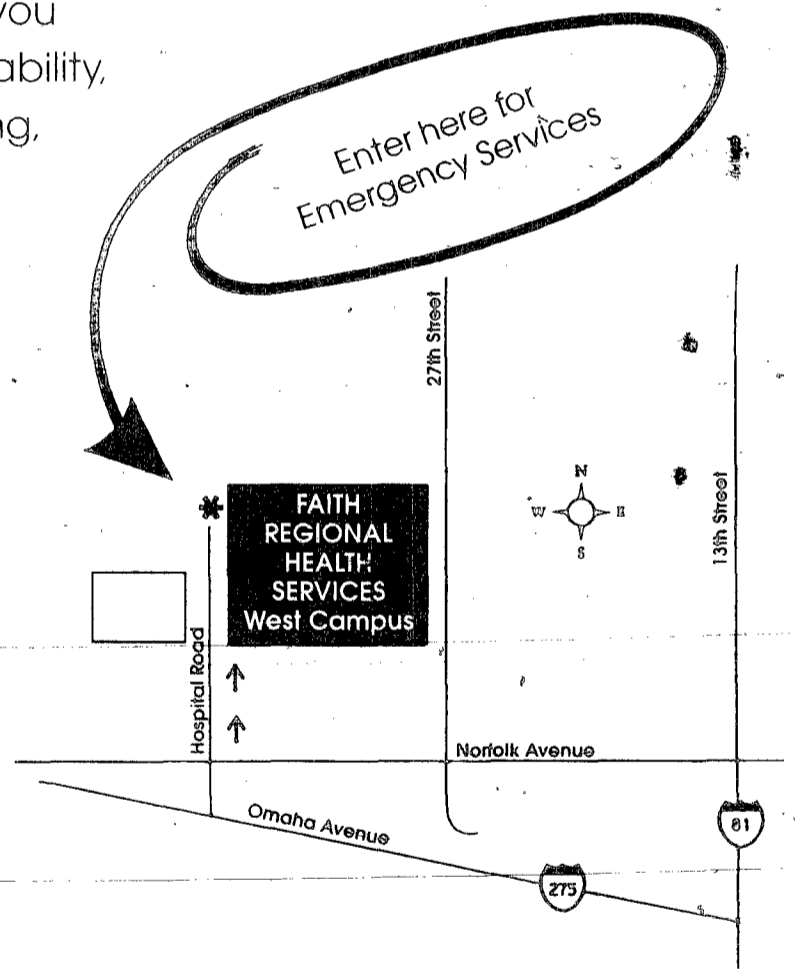 you
ability,
ng,
Enter here for
Emergency Services
27th Street
13th Street
N
W E
S
FAITH
REGIONAL
HEALTH
SERVICES
West Campus
Hospital Road
Norfolk Avenue
Omaha Avenue
81
275